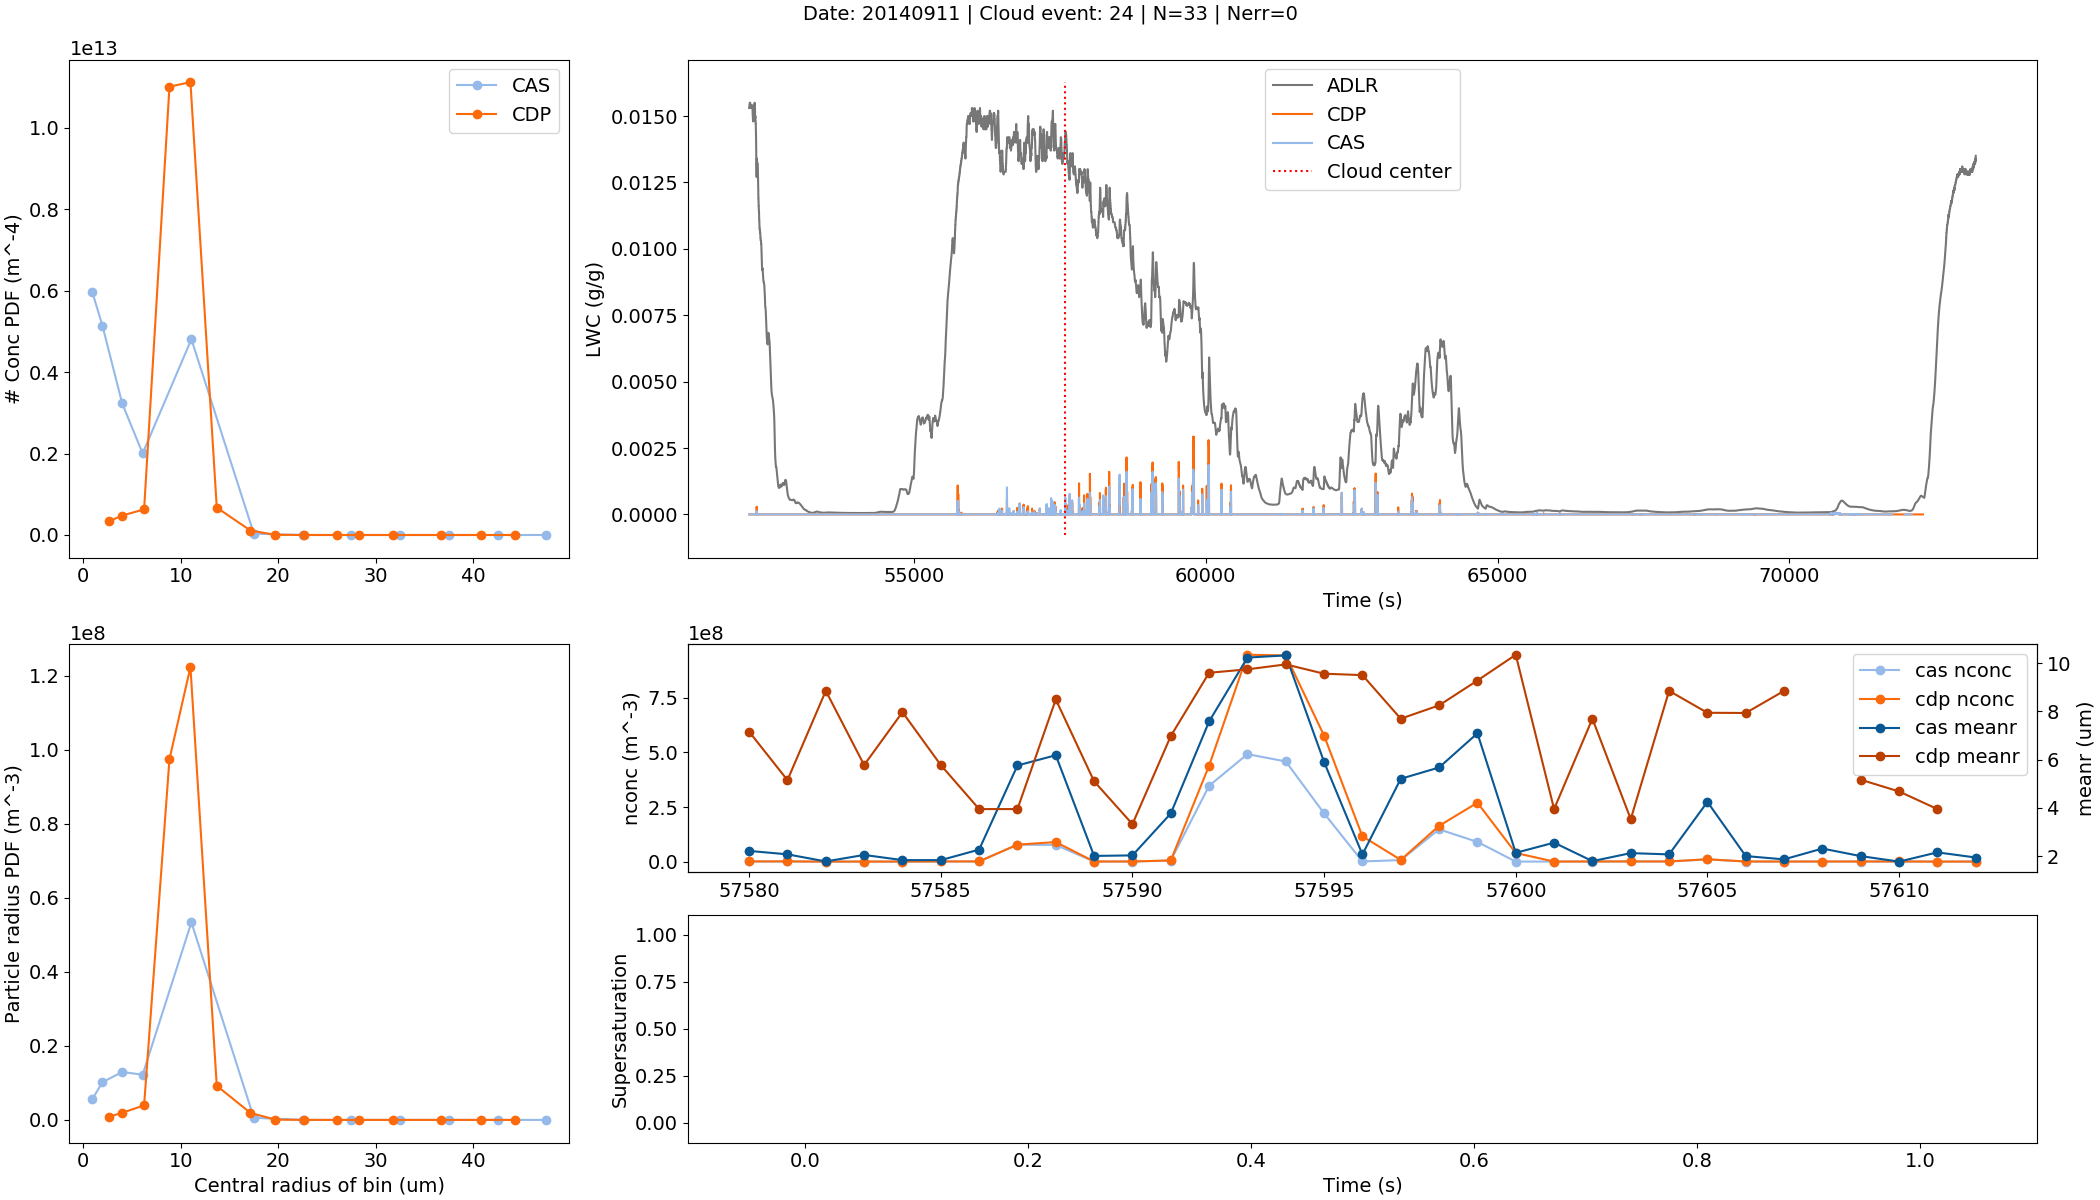 Date: 20140911 | Cloud event: 24 | N=33 | Nerr=0
1e13
# Conc PDF (m^-4)
1.0
0.8
0.6
0.4
0.2
0.0
0 10 20 30 40
CAS
CDP
LWC (g/g)
0.0150
0.0125
0.0100
0.0075
0.0050
0.0025
0.0000
55000 60000 65000 70000
Time (s)
ADLR
CDP
CAS
Cloud center
1e8
Particle radius PDF (m^-3)
1.2
1.0
0.8
0.6
0.4
0.2
0.0
0 10 20 30 40
Central radius of bin (um)
1e8
nconc (m^-3)
7.5
5.0
2.5
0.0
57580 57585 57590 57595 57600 57605 57610
cas nconc
cdp nconc
cas meanr
cdp meanr
10
8
6
4
2
meanr (um)
Supersaturation
1.00
0.75
0.50
0.25
0.00
0.0 0.2 0.4 0.6 0.8 1.0
Time (s)